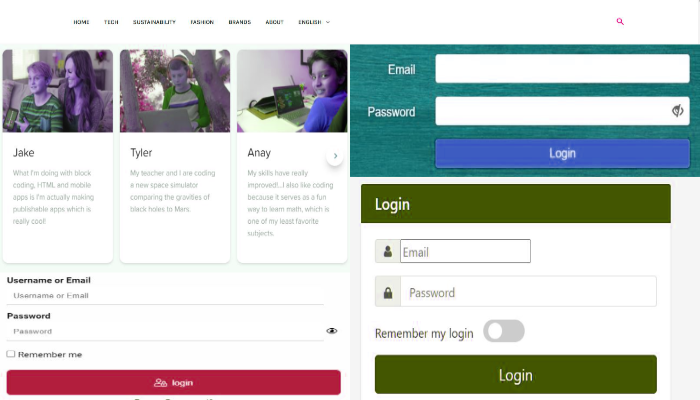 HOME TECH SUSTAINABILITY FASHION BRANDS ABOUT ENGLISH
Jake
What I'm doing with block
coding, HTML and mobile
apps is I'm actually making
publishable apps which is
really cool!
Tyler
My teacher and I are coding
a new space simulator
comparing the gravities of
black holes to Mars.
Anay
My skills have really
improved!...I also like coding
because it serves as a fun
way to learn math, which is
one of my least favorite
subjects.
Email
Password
Login
Login
Email
Password
Remember my login
Login
Username or Email
Username or Email
Password
Password
Remember me
login